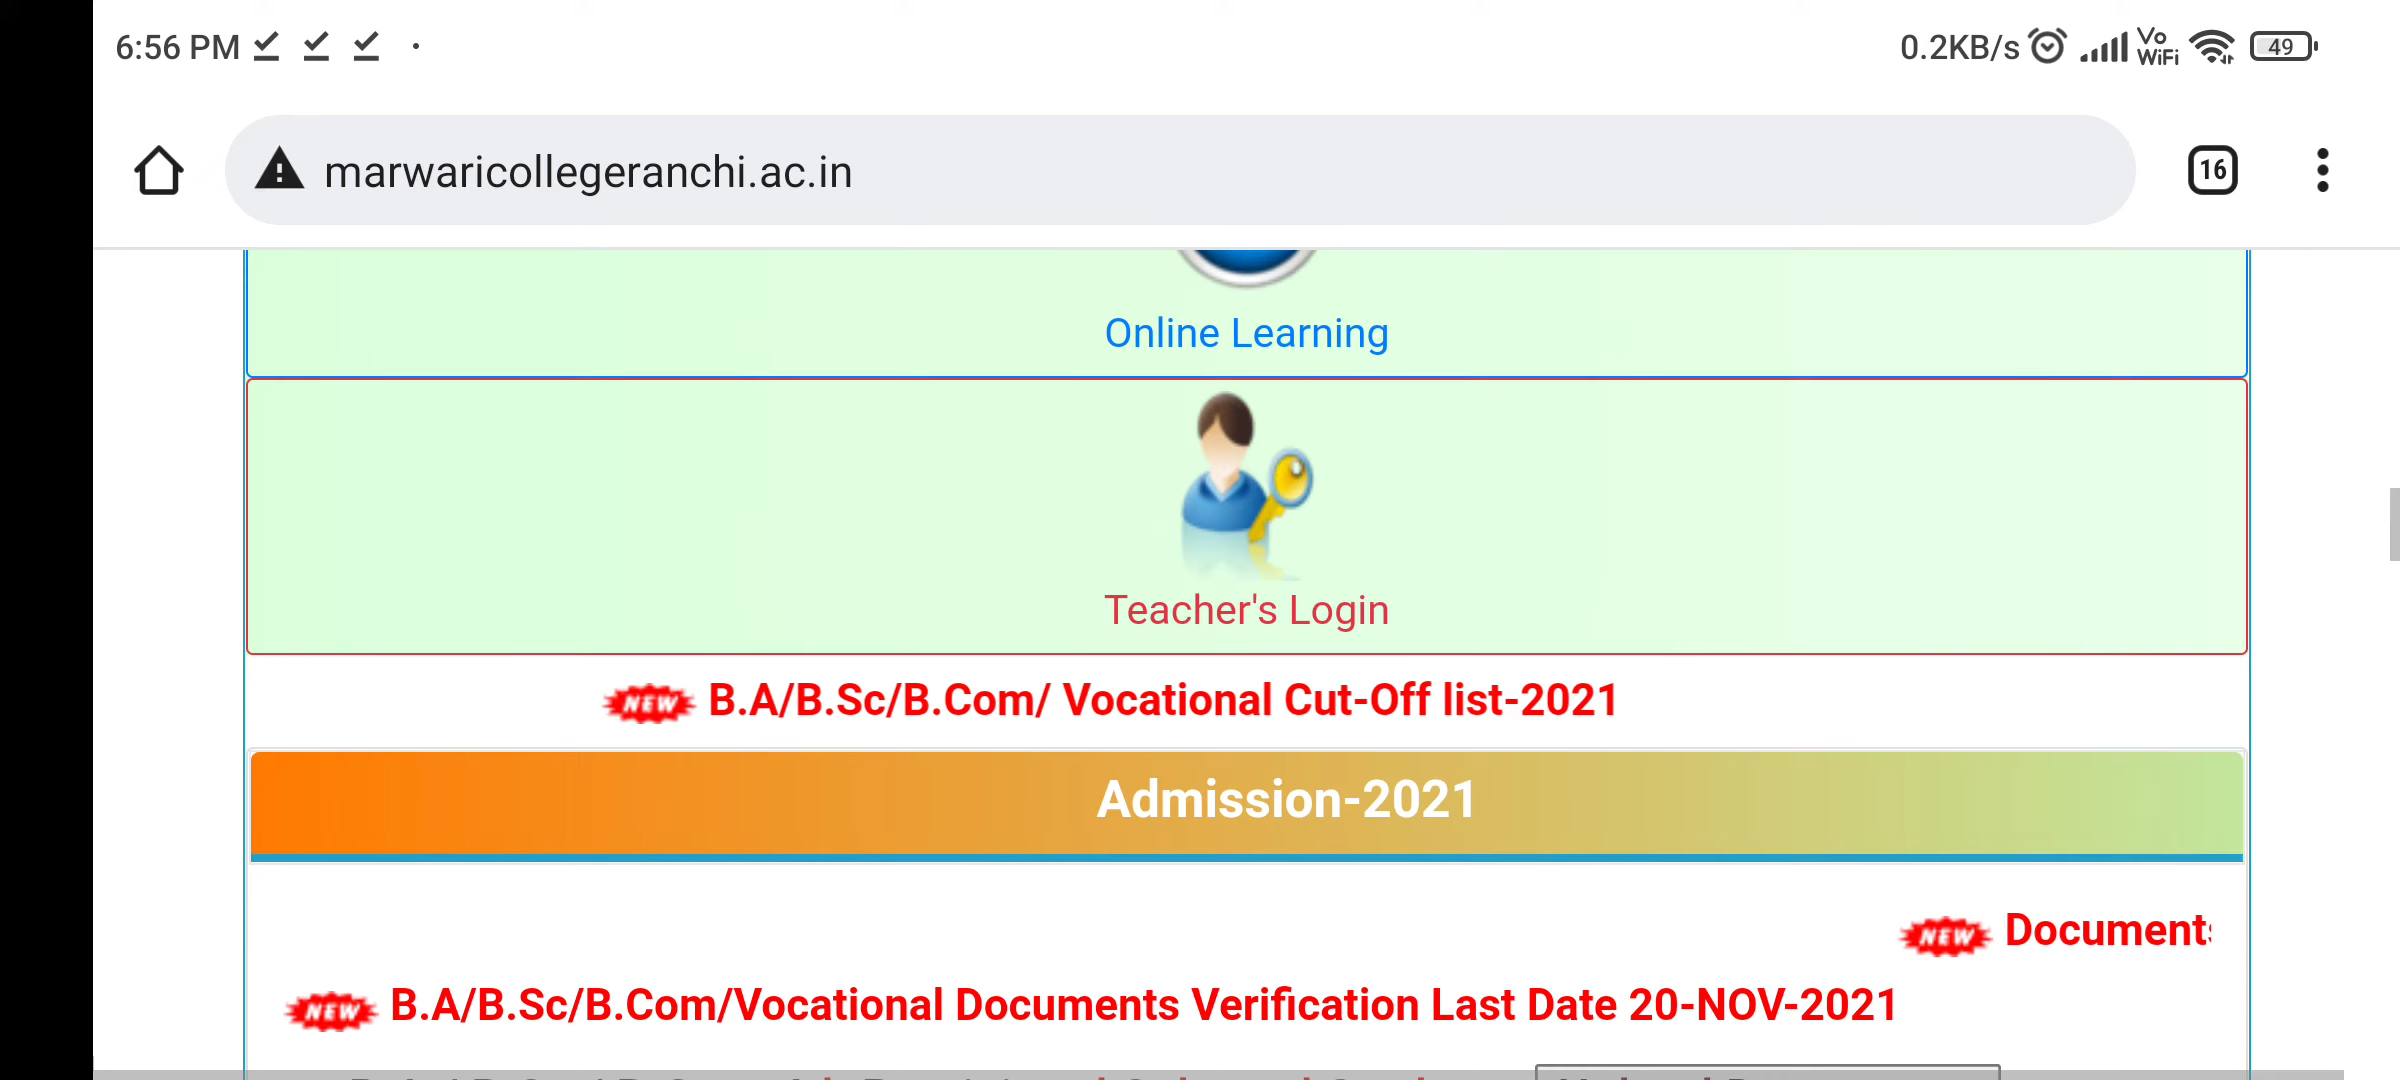 6:56 PM
0.2KB/s
Vo
WiFi
49
marwaricollegeranchi.ac.in
16
Online Learning
Teacher's Login
NEW B.A/B.Sc/B.Com/ Vocational Cut-Off list-2021
Admission-2021
NEW Documents
NEW B.A/B.Sc/B.Com/Vocational Documents Verification Last Date 20-NOV-2021